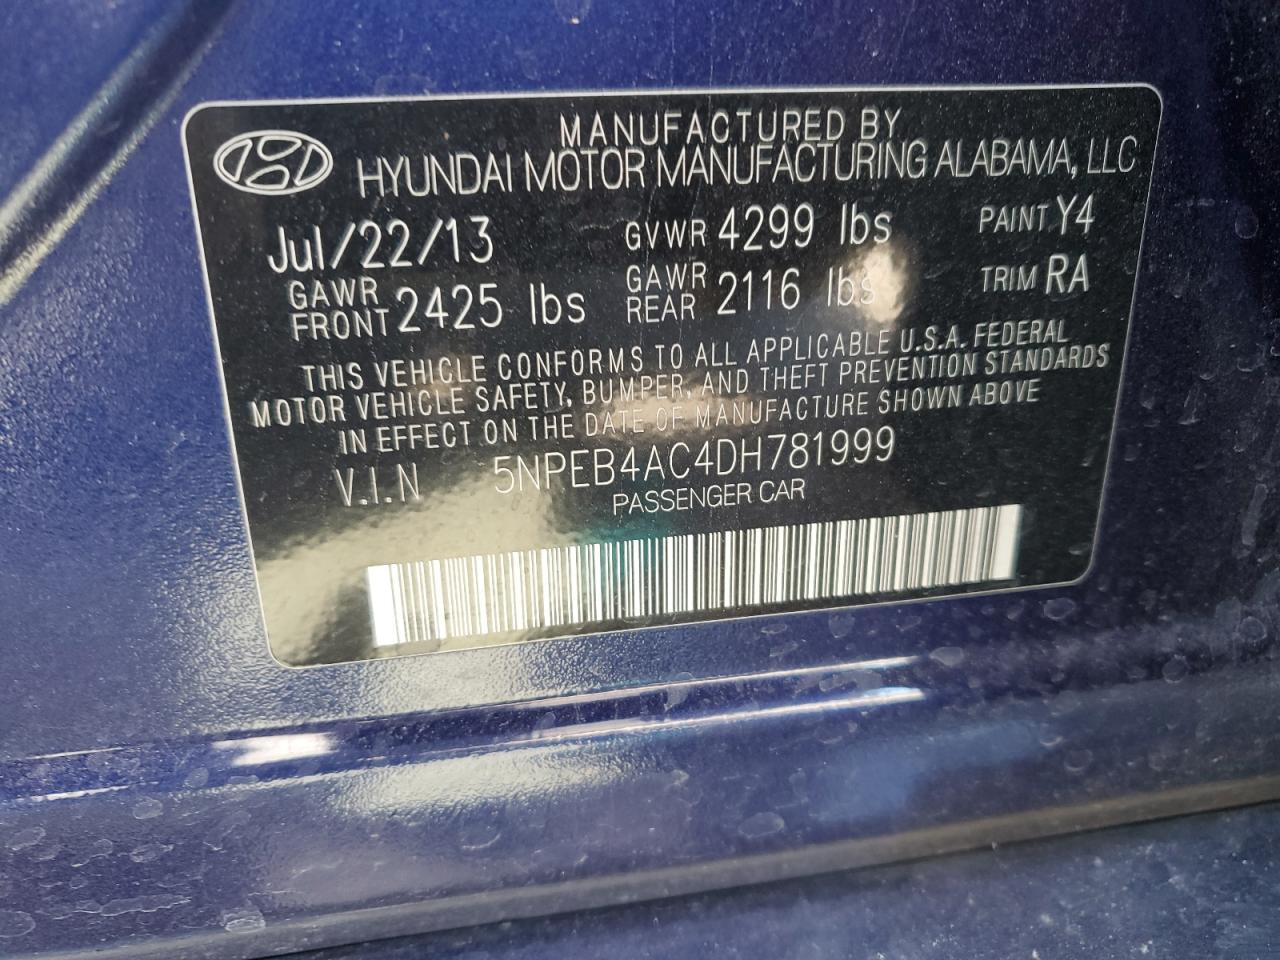 MANUFACTURED BY
HYUNDAI MOTOR MANUFACTURING ALABAMA, LLC
Jul/22/13 GVWR 4299 lbs PAINT Y4
GAWR FRONT 2425 lbs GAWR REAR 2116 lbs TRIM RA
THIS VEHICLE CONFORMS TO ALL APPLICABLE U.S.A. FEDERAL
MOTOR VEHICLE SAFETY, BUMPER, AND THEFT PREVENTION STANDARDS
IN EFFECT ON THE DATE OF MANUFACTURE SHOWN ABOVE
V.I.N 5NPEB4AC4DH781999
PASSENGER CAR